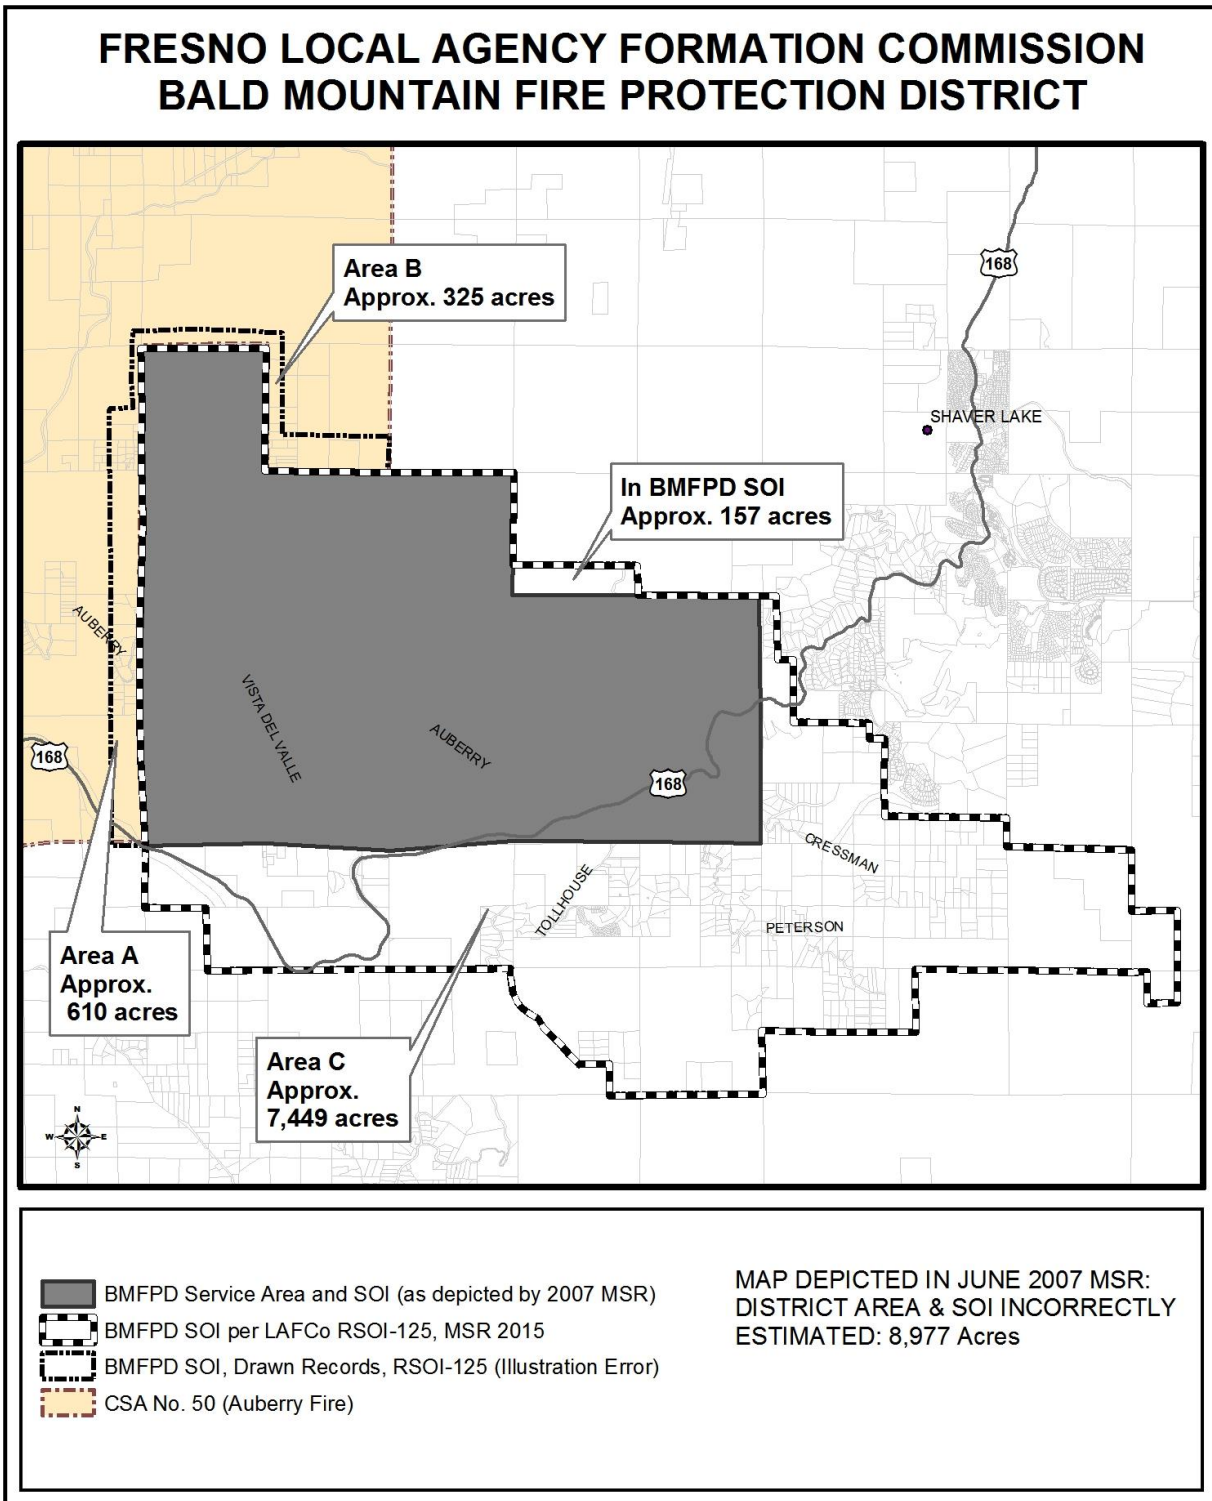 FRESNO LOCAL AGENCY FORMATION COMMISSION
BALD MOUNTAIN FIRE PROTECTION DISTRICT
168
Area B
Approx. 325 acres
SHAVER LAKE
In BMFPD SOI
Approx. 157 acres
AUBERRY
VISTA DEL VALLE
AUBERRY
168
168
CRESSMAN
TOLLHOUSE
PETERSON
Area A
Approx.
610 acres
Area C
Approx.
7,449 acres
N
W E
S
BMFPD Service Area and SOI (as depicted by 2007 MSR)
BMFPD SOI per LAFCo RSOI-125, MSR 2015
BMFPD SOI, Drawn Records, RSOI-125 (Illustration Error)
CSA No. 50 (Auberry Fire)
MAP DEPICTED IN JUNE 2007 MSR:
DISTRICT AREA & SOI INCORRECTLY
ESTIMATED: 8,977 Acres